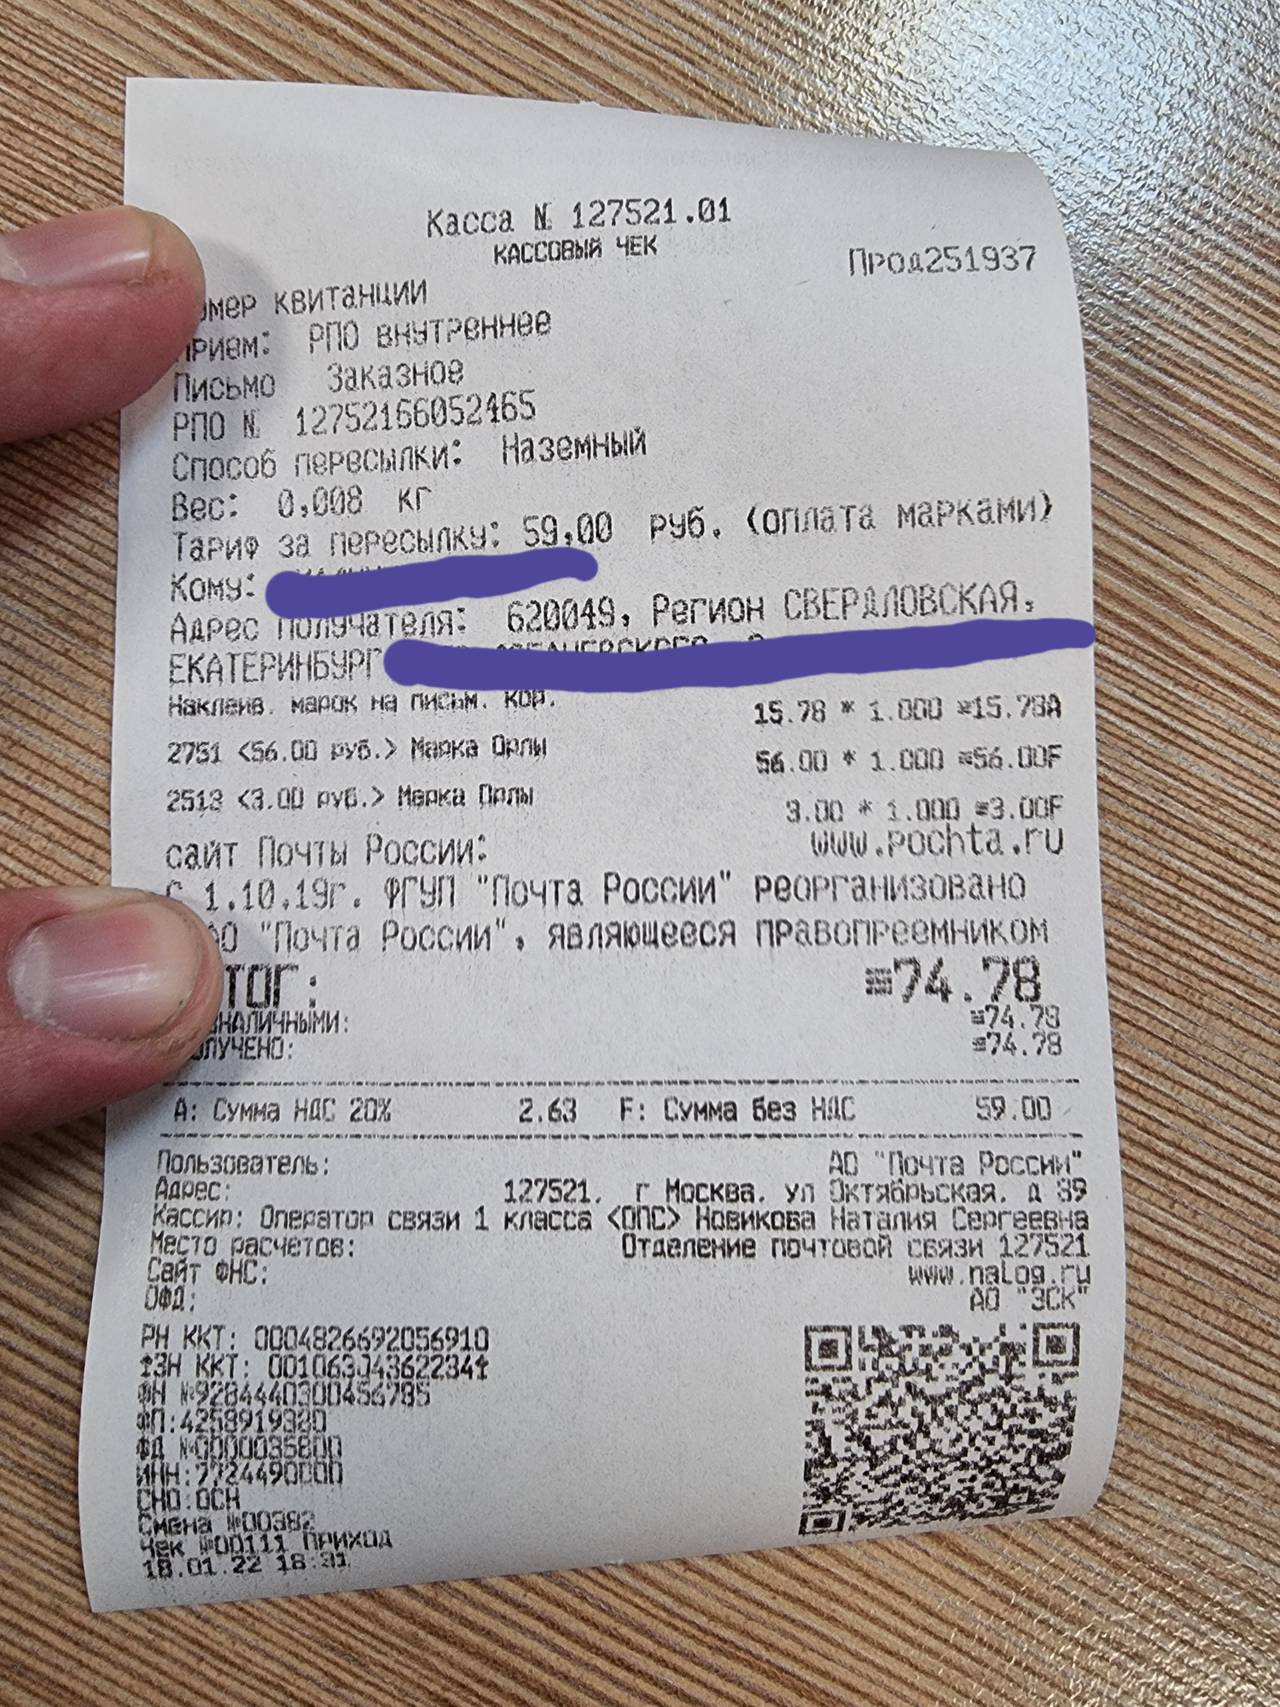 Касса № 127521.01
КАССОВЫЙ ЧЕК
Прод251937
омер квитанции
Прием: РПО внутреннее
Письмо Заказное
РПО № 12752166052465
Способ пересылки: Наземный
Вес: 0,008 кг
Тариф за пересылку: 59,00 руб. (оплата марками)
Кому:
Адрес получателя: 620049, Регион СВЕРДЛОВСКАЯ,
ЕКАТЕРИНБУРГ
Наклеив. марок на письм. кор. 15.78 * 1.000 ≡15.78А
2751 <56.00 руб.> Марка Орлы 56.00 * 1.000 ≡56.00F
2513 <3.00 руб.> Марка Орлы 3.00 * 1.000 ≡3.00F
сайт Почты России: www.pochta.ru
С 1.10.19г. ФГУП "Почта России" реорганизовано
АО "Почта России", являющееся правопреемником
ТОГ: ≡74.78
НАЛИЧНЫМИ: ≡74.78
ОЛУЧЕНО: ≡74.78
А: Сумма НДС 20% 2.63 F: Сумма без НДС 59.00
Пользователь: АО "Почта России"
Адрес: 127521, г Москва, ул Октябрьская, д 89
Кассир: Оператор связи 1 класса <ОПС> Новикова Наталия Сергеевна
Место расчетов: Отделение почтовой связи 127521
Сайт ФНС: www.nalog.ru
ОФД: АО "ЭСК"
РН ККТ: 0004826692056910
ЗН ККТ: 00106304362234
ФН №9284440300456785
ФП:4258919380
ФД №0000035800
ИНН:7724490000
СНО:ОСН
Смена №00382
Чек №00111 ПРИХОД
18.01.22 18:31